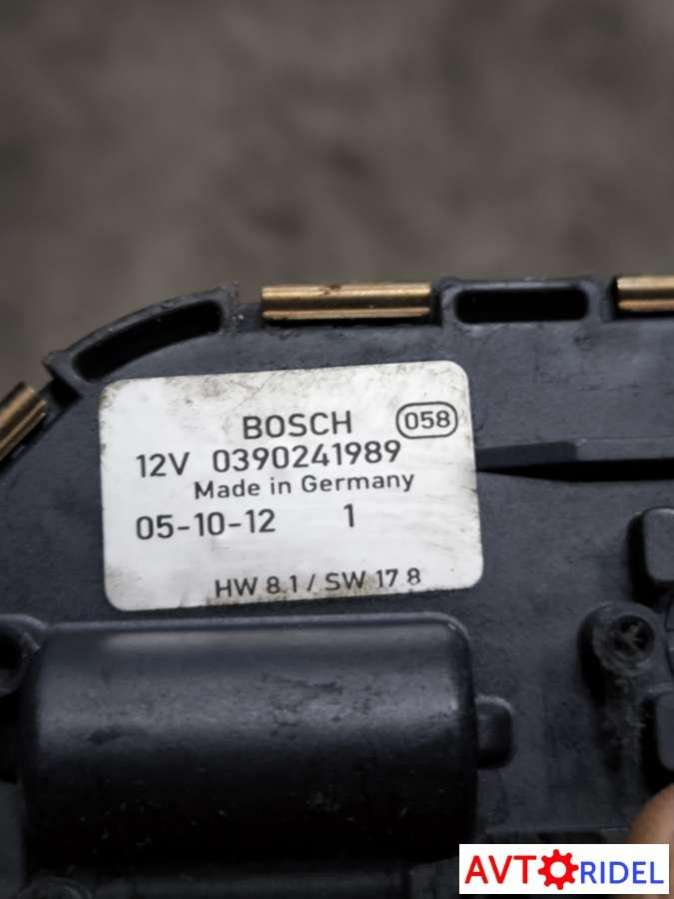 BOSCH 058
12V 0390241989
Made in Germany
05-10-12 1
HW 8.1 / SW 17.8
AVTORIDEL